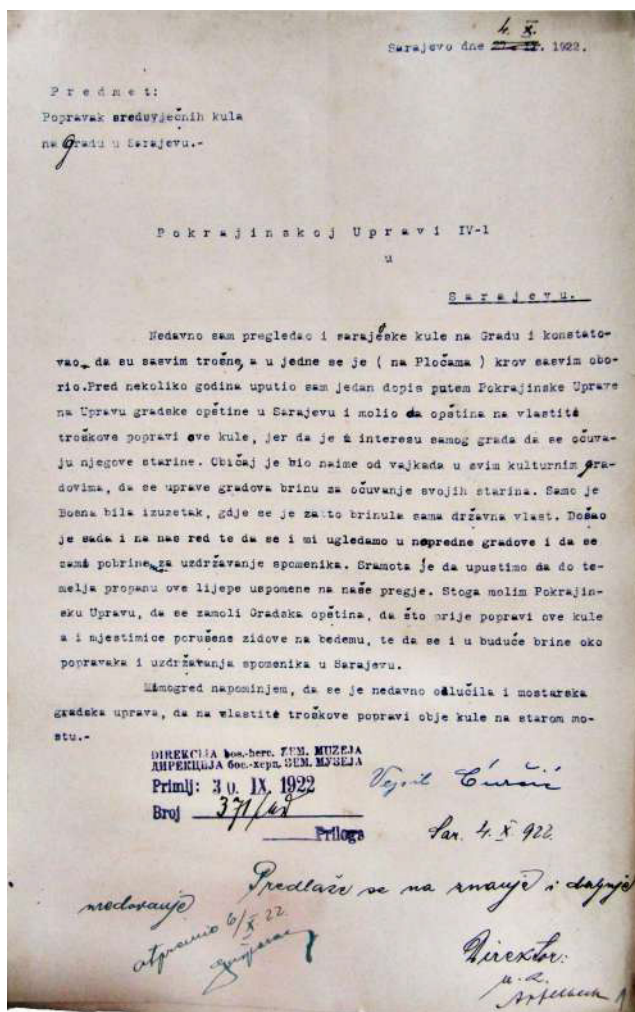 4. X.
Sarajevo dne 1922.
Predmet:
Popravak sredovječnih kula
na Gradu u Sarajevu.-
Pokrajinskoj Upravi IV-1
u
Sarajevu.
Nedavno sam pregledao i sarajevske kule na Gradu i konstato-
vao, da su sasvim trošne, a u jedne se je ( na Pločama ) krov sasvim obo-
rio.Pred nekoliko godina uputio sam jedan dopis putem Pokrajinske Uprave
na Upravu gradske opštine u Sarajevu i molio da opština na vlastite
troškove popravi ove kule, jer da je u interesu samog grada da se očuva-
ju njegove starine. Običaj je bio naime od vajkada u svim kulturnim gra-
dovima, da se uprave gradova brinu za očuvanje svojih starina. Samo je
Bosna bila izuzetak, gdje se je zato brinula sama državna vlast. Došao
je sada i na nas red te da se i mi ugledamo u napredne gradove i da se
sami pobrinemo za uzdržavanje spomenika. Sramota je da upustimo da do te-
melja propanu ove lijepe uspomene na naše pregje. Stoga molim Pokrajin-
sku Upravu, da se zamoli Gradska opština, da što prije popravi ove kule
a i mjestimice porušene zidove na bedemu, te da se i u buduće brine oko
popravaka i uzdržavanja spomenika u Sarajevu.
Mimogred napominjem, da se je nedavno odlučila i mostarska
gradska uprava, da na vlastite troškove popravi obje kule na starom mo-
stu.-
DIREKCIJA bos.-herc. ZEM. MUZEJA
ДИРЕКЦИЈА бос.-херц. ЗЕМ. МУЗЕЈА
Primlj: 30. IX. 1922
Broj 371/
Priloga
Vejsil Ćurčić
Sar. 4. X 922.
Predlaže se na znanje i daljnje
uredovanje
otpravio 6/X 22.
Direktor: